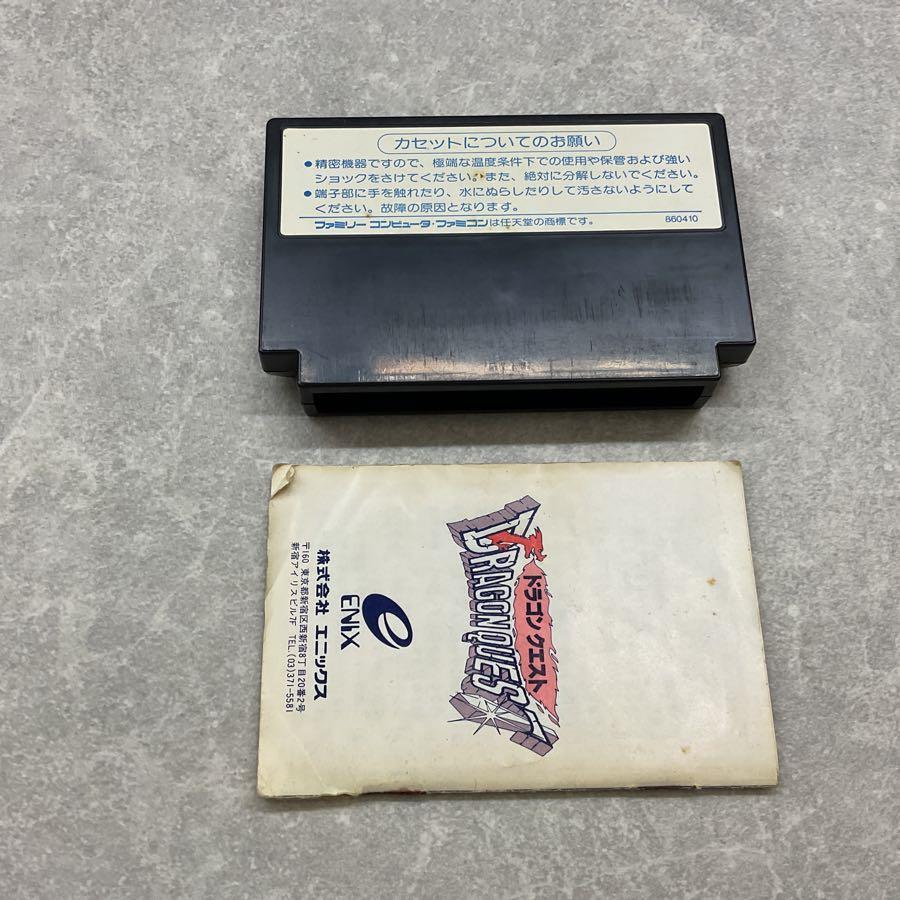 カセットについてのお願い
●精密機器ですので、極端な温度条件下での使用や保管および強い
ショックをさけてください。また、絶対に分解しないでください。
●端子部に手を触れたり、水にぬらしたりして汚さないようにして
ください。故障の原因となります。
ファミリー コンピュータ・ファミコンは任天堂の商標です。 860410
ドラゴン クエスト
DRAGON QUEST
ENIX
株式会社 エニックス
〒160 東京都新宿区西新宿8丁目20番2号
新宿アイリスビル7F TEL.(03)371-5581